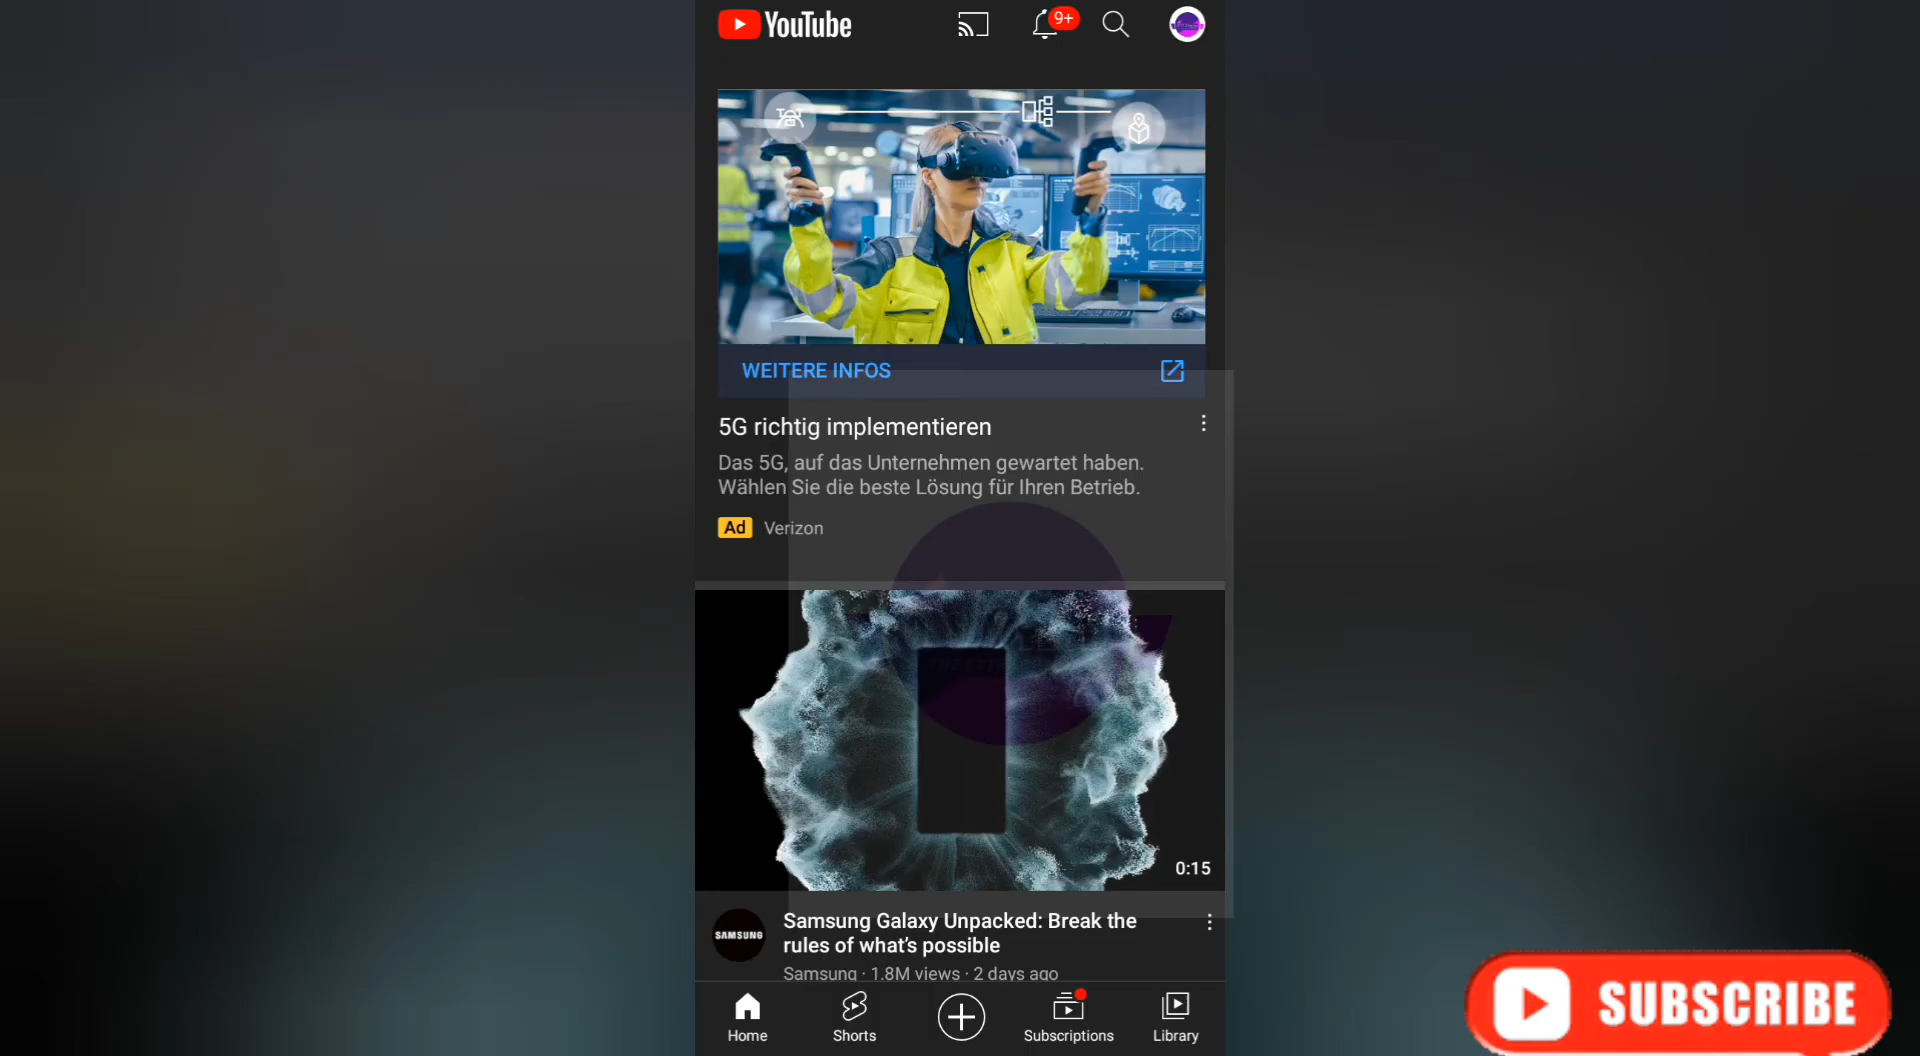 YouTube
9+
WEITERE INFOS
5G richtig implementieren
Das 5G, auf das Unternehmen gewartet haben.
Wählen Sie die beste Lösung für Ihren Betrieb.
Ad Verizon
0:15
SAMSUNG
Samsung Galaxy Unpacked: Break the
rules of what's possible
Samsung · 1.8M views · 2 days ago
Home
Shorts
Subscriptions
Library
SUBSCRIBE